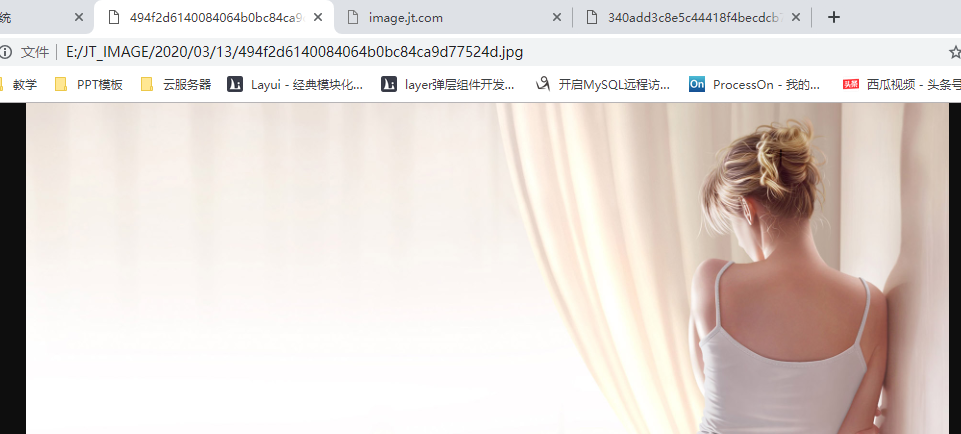 统 494f2d6140084064b0bc84ca9 image.jt.com 340add3c8e5c44418f4becdcb
文件 E:/JT_IMAGE/2020/03/13/494f2d6140084064b0bc84ca9d77524d.jpg
教学 PPT模板 云服务器 Layui - 经典模块化... layer弹层组件开发... 开启MySQL远程访... On ProcessOn - 我的... 头条 西瓜视频 - 头条号